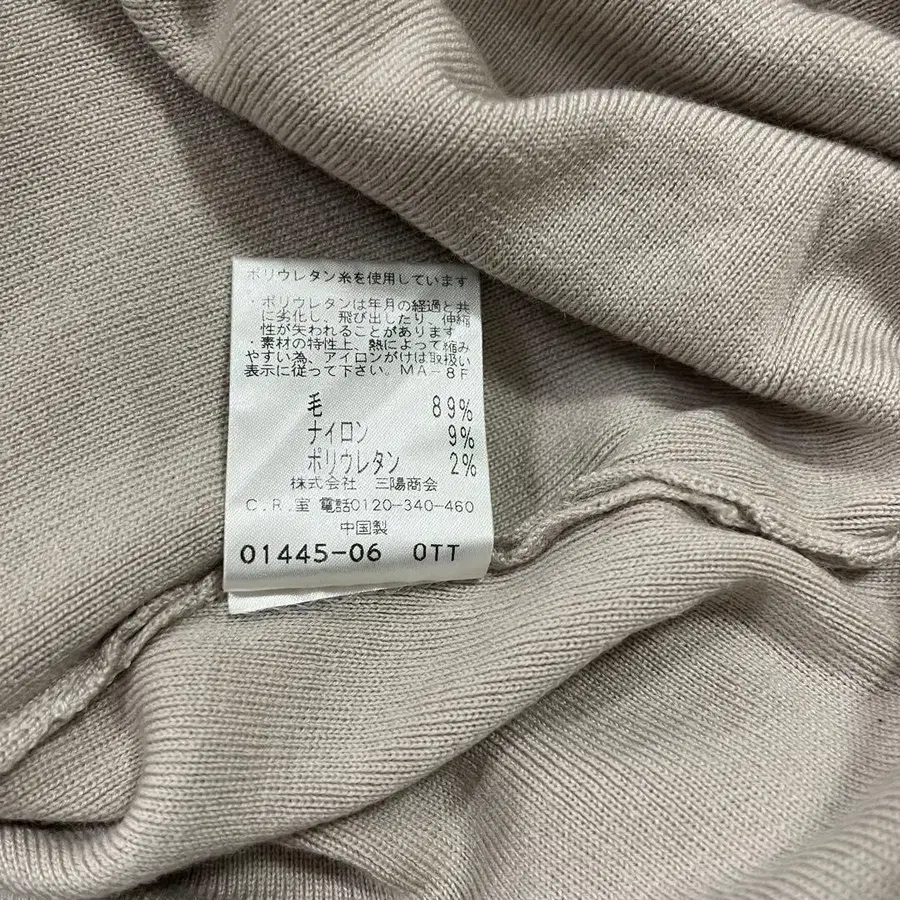 ポリウレタン糸を使用しています
・ポリウレタンは年月の経過と共
に劣化し、飛び出したり、伸縮
性が失われることがあります
・素材の特性上、熱によって縮み
やすい為、アイロンがけは取扱い
表示に従って下さい。MA-8F
毛 89%
ナイロン 9%
ポリウレタン 2%
株式会社 三陽商会
C.R.室 電話0120-340-460
中国製
01445-06 OTT